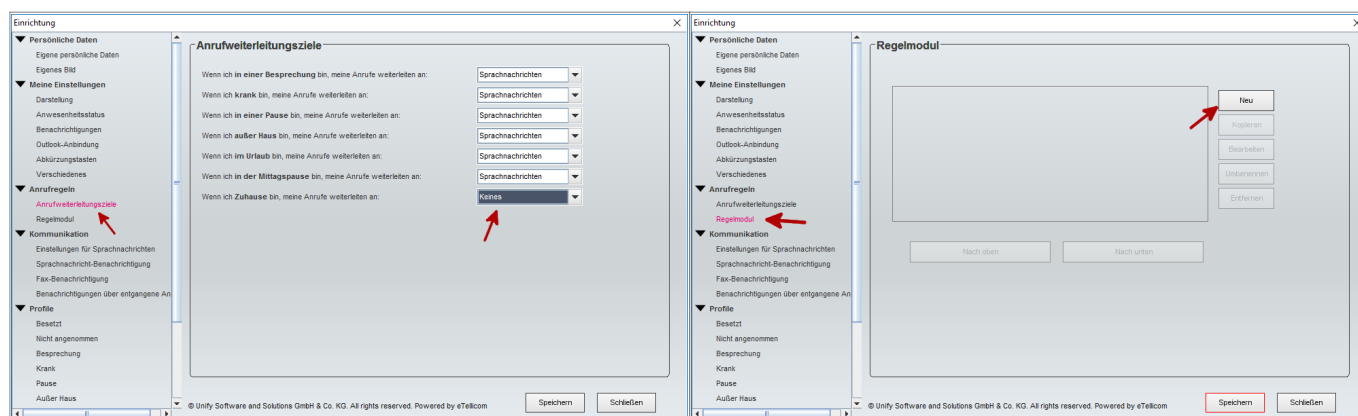 Einrichtung
Persönliche Daten
Eigene persönliche Daten
Eigenes Bild
Meine Einstellungen
Darstellung
Anwesenheitsstatus
Benachrichtigungen
Outlook-Anbindung
Abkürzungstasten
Verschiedenes
Anrufregeln
Anrufweiterleitungsziele
Regelmodul
Kommunikation
Einstellungen für Sprachnachrichten
Sprachnachricht-Benachrichtigung
Fax-Benachrichtigung
Benachrichtigungen über entgangene An
Profile
Besetzt
Nicht angenommen
Besprechung
Krank
Pause
Außer Haus
Anrufweiterleitungsziele
Wenn ich in einer Besprechung bin, meine Anrufe weiterleiten an: Sprachnachrichten
Wenn ich krank bin, meine Anrufe weiterleiten an: Sprachnachrichten
Wenn ich in einer Pause bin, meine Anrufe weiterleiten an: Sprachnachrichten
Wenn ich außer Haus bin, meine Anrufe weiterleiten an: Sprachnachrichten
Wenn ich im Urlaub bin, meine Anrufe weiterleiten an: Sprachnachrichten
Wenn ich in der Mittagspause bin, meine Anrufe weiterleiten an: Sprachnachrichten
Wenn ich Zuhause bin, meine Anrufe weiterleiten an: Keines
© Unify Software and Solutions GmbH & Co. KG. All rights reserved. Powered by eTellicom
Speichern Schließen
Einrichtung
Persönliche Daten
Eigene persönliche Daten
Eigenes Bild
Meine Einstellungen
Darstellung
Anwesenheitsstatus
Benachrichtigungen
Outlook-Anbindung
Abkürzungstasten
Verschiedenes
Anrufregeln
Anrufweiterleitungsziele
Regelmodul
Kommunikation
Einstellungen für Sprachnachrichten
Sprachnachricht-Benachrichtigung
Fax-Benachrichtigung
Benachrichtigungen über entgangene An
Profile
Besetzt
Nicht angenommen
Besprechung
Krank
Pause
Außer Haus
Regelmodul
Neu
Kopieren
Bearbeiten
Umbenennen
Entfernen
Nach oben Nach unten
© Unify Software and Solutions GmbH & Co. KG. All rights reserved. Powered by eTellicom
Speichern Schließen